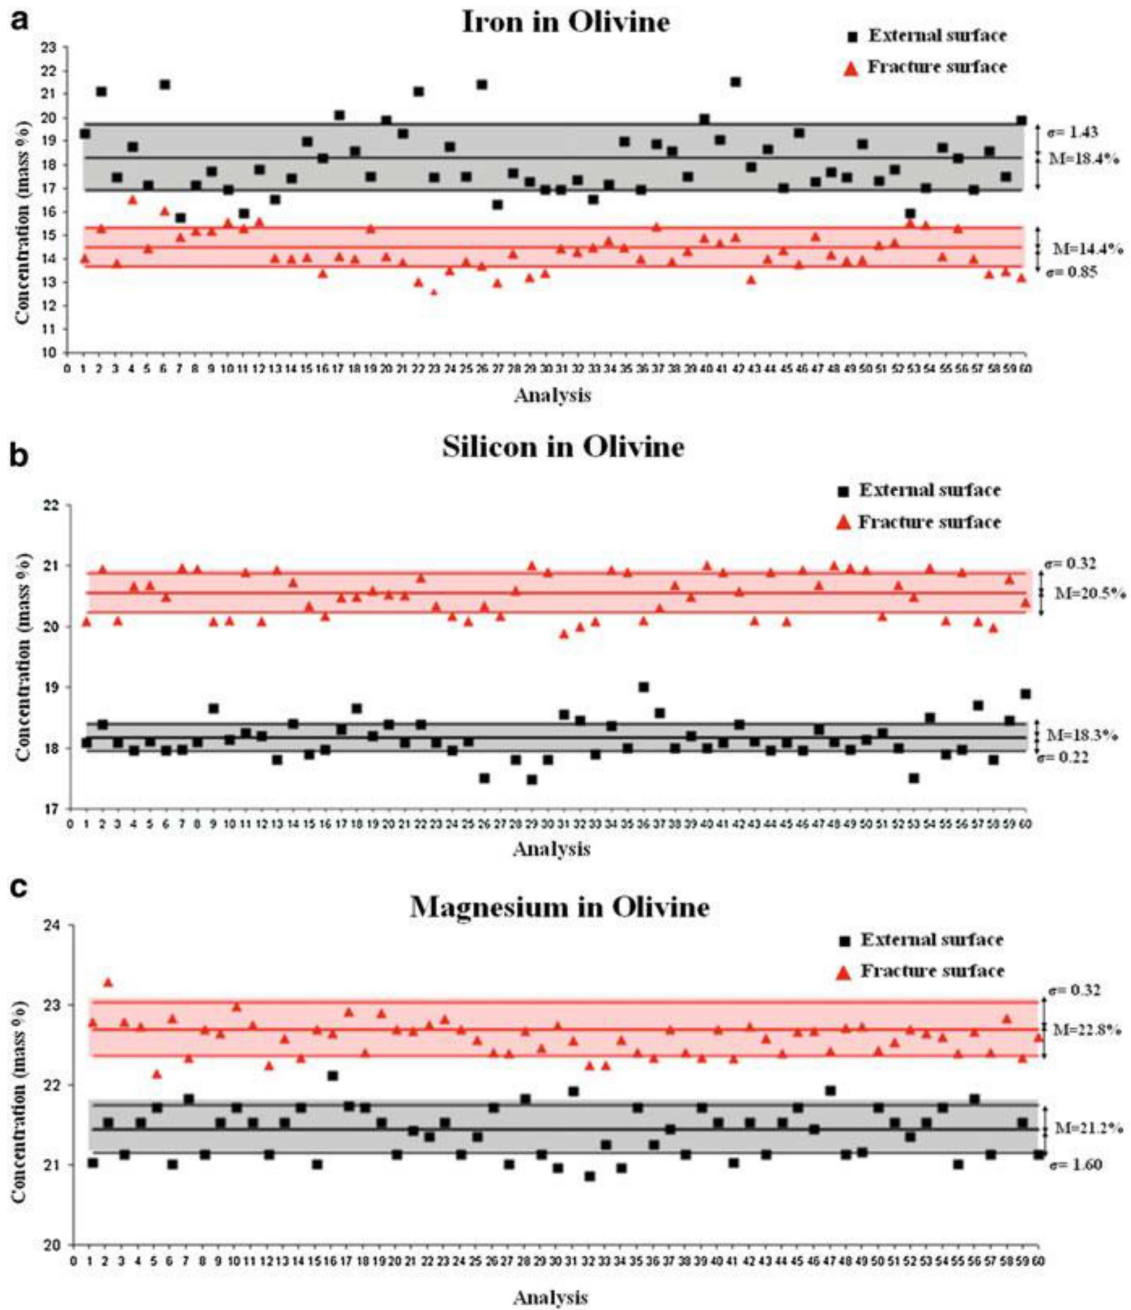 a
Iron in Olivine
External surface
Fracture surface
Concentration (mass %)
23
22
21
20
19
18
17
16
15
14
13
12
11
10
σ= 1.43
M=18.4%
M=14.4%
σ= 0.85
0 1 2 3 4 5 6 7 8 9 10 11 12 13 14 15 16 17 18 19 20 21 22 23 24 25 26 27 28 29 30 31 32 33 34 35 36 37 38 39 40 41 42 43 44 45 46 47 48 49 50 51 52 53 54 55 56 57 58 59 60
Analysis
b
Silicon in Olivine
External surface
Fracture surface
Concentration (mass %)
22
21
20
19
18
17
σ= 0.32
M=20.5%
M=18.3%
σ= 0.22
0 1 2 3 4 5 6 7 8 9 10 11 12 13 14 15 16 17 18 19 20 21 22 23 24 25 26 27 28 29 30 31 32 33 34 35 36 37 38 39 40 41 42 43 44 45 46 47 48 49 50 51 52 53 54 55 56 57 58 59 60
Analysis
c
Magnesium in Olivine
External surface
Fracture surface
Concentration (mass %)
24
23
22
21
20
σ= 0.32
M=22.8%
M=21.2%
σ= 1.60
0 1 2 3 4 5 6 7 8 9 10 11 12 13 14 15 16 17 18 19 20 21 22 23 24 25 26 27 28 29 30 31 32 33 34 35 36 37 38 39 40 41 42 43 44 45 46 47 48 49 50 51 52 53 54 55 56 57 58 59 60
Analysis